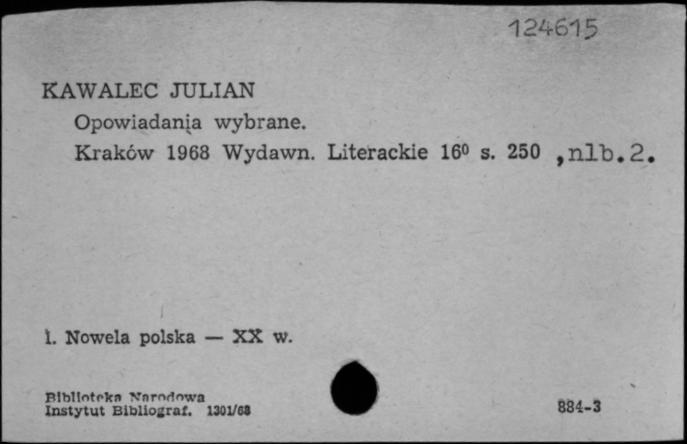 124615
KAWALEC JULIAN
Opowiadania wybrane.
Kraków 1968 Wydawn. Literackie 16⁰ s. 250 ,nlb.2.
1. Nowela polska — XX w.
Biblioteka Narodowa
Instytut Bibliograf. 1301/68
884-3